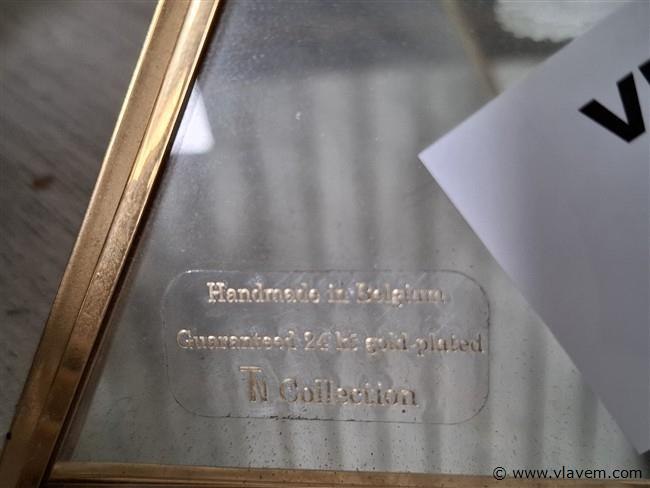 Handmade in Belgium
Guaranteed 24 kt gold-plated
TN Collection
© www.vlavem.com